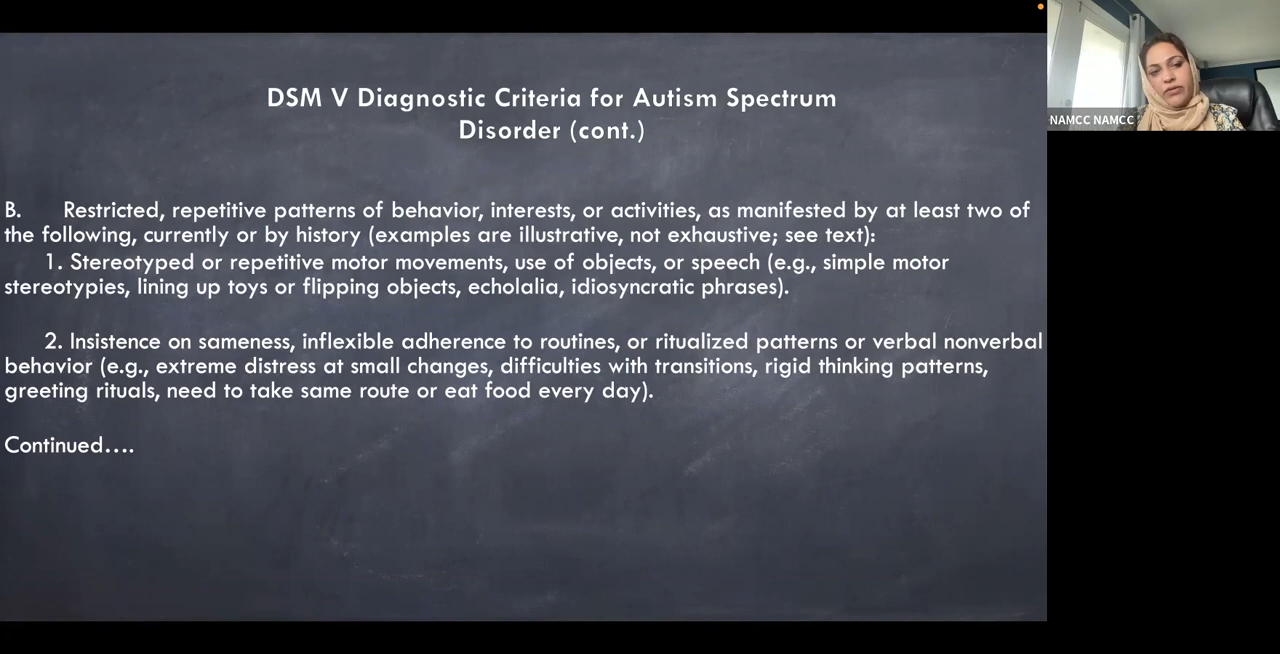 DSM V Diagnostic Criteria for Autism Spectrum
Disorder (cont.)
B. Restricted, repetitive patterns of behavior, interests, or activities, as manifested by at least two of
the following, currently or by history (examples are illustrative, not exhaustive; see text):
1. Stereotyped or repetitive motor movements, use of objects, or speech (e.g., simple motor
stereotypies, lining up toys or flipping objects, echolalia, idiosyncratic phrases).
2. Insistence on sameness, inflexible adherence to routines, or ritualized patterns or verbal nonverbal
behavior (e.g., extreme distress at small changes, difficulties with transitions, rigid thinking patterns,
greeting rituals, need to take same route or eat food every day).
Continued....
NAMCC NAMCC